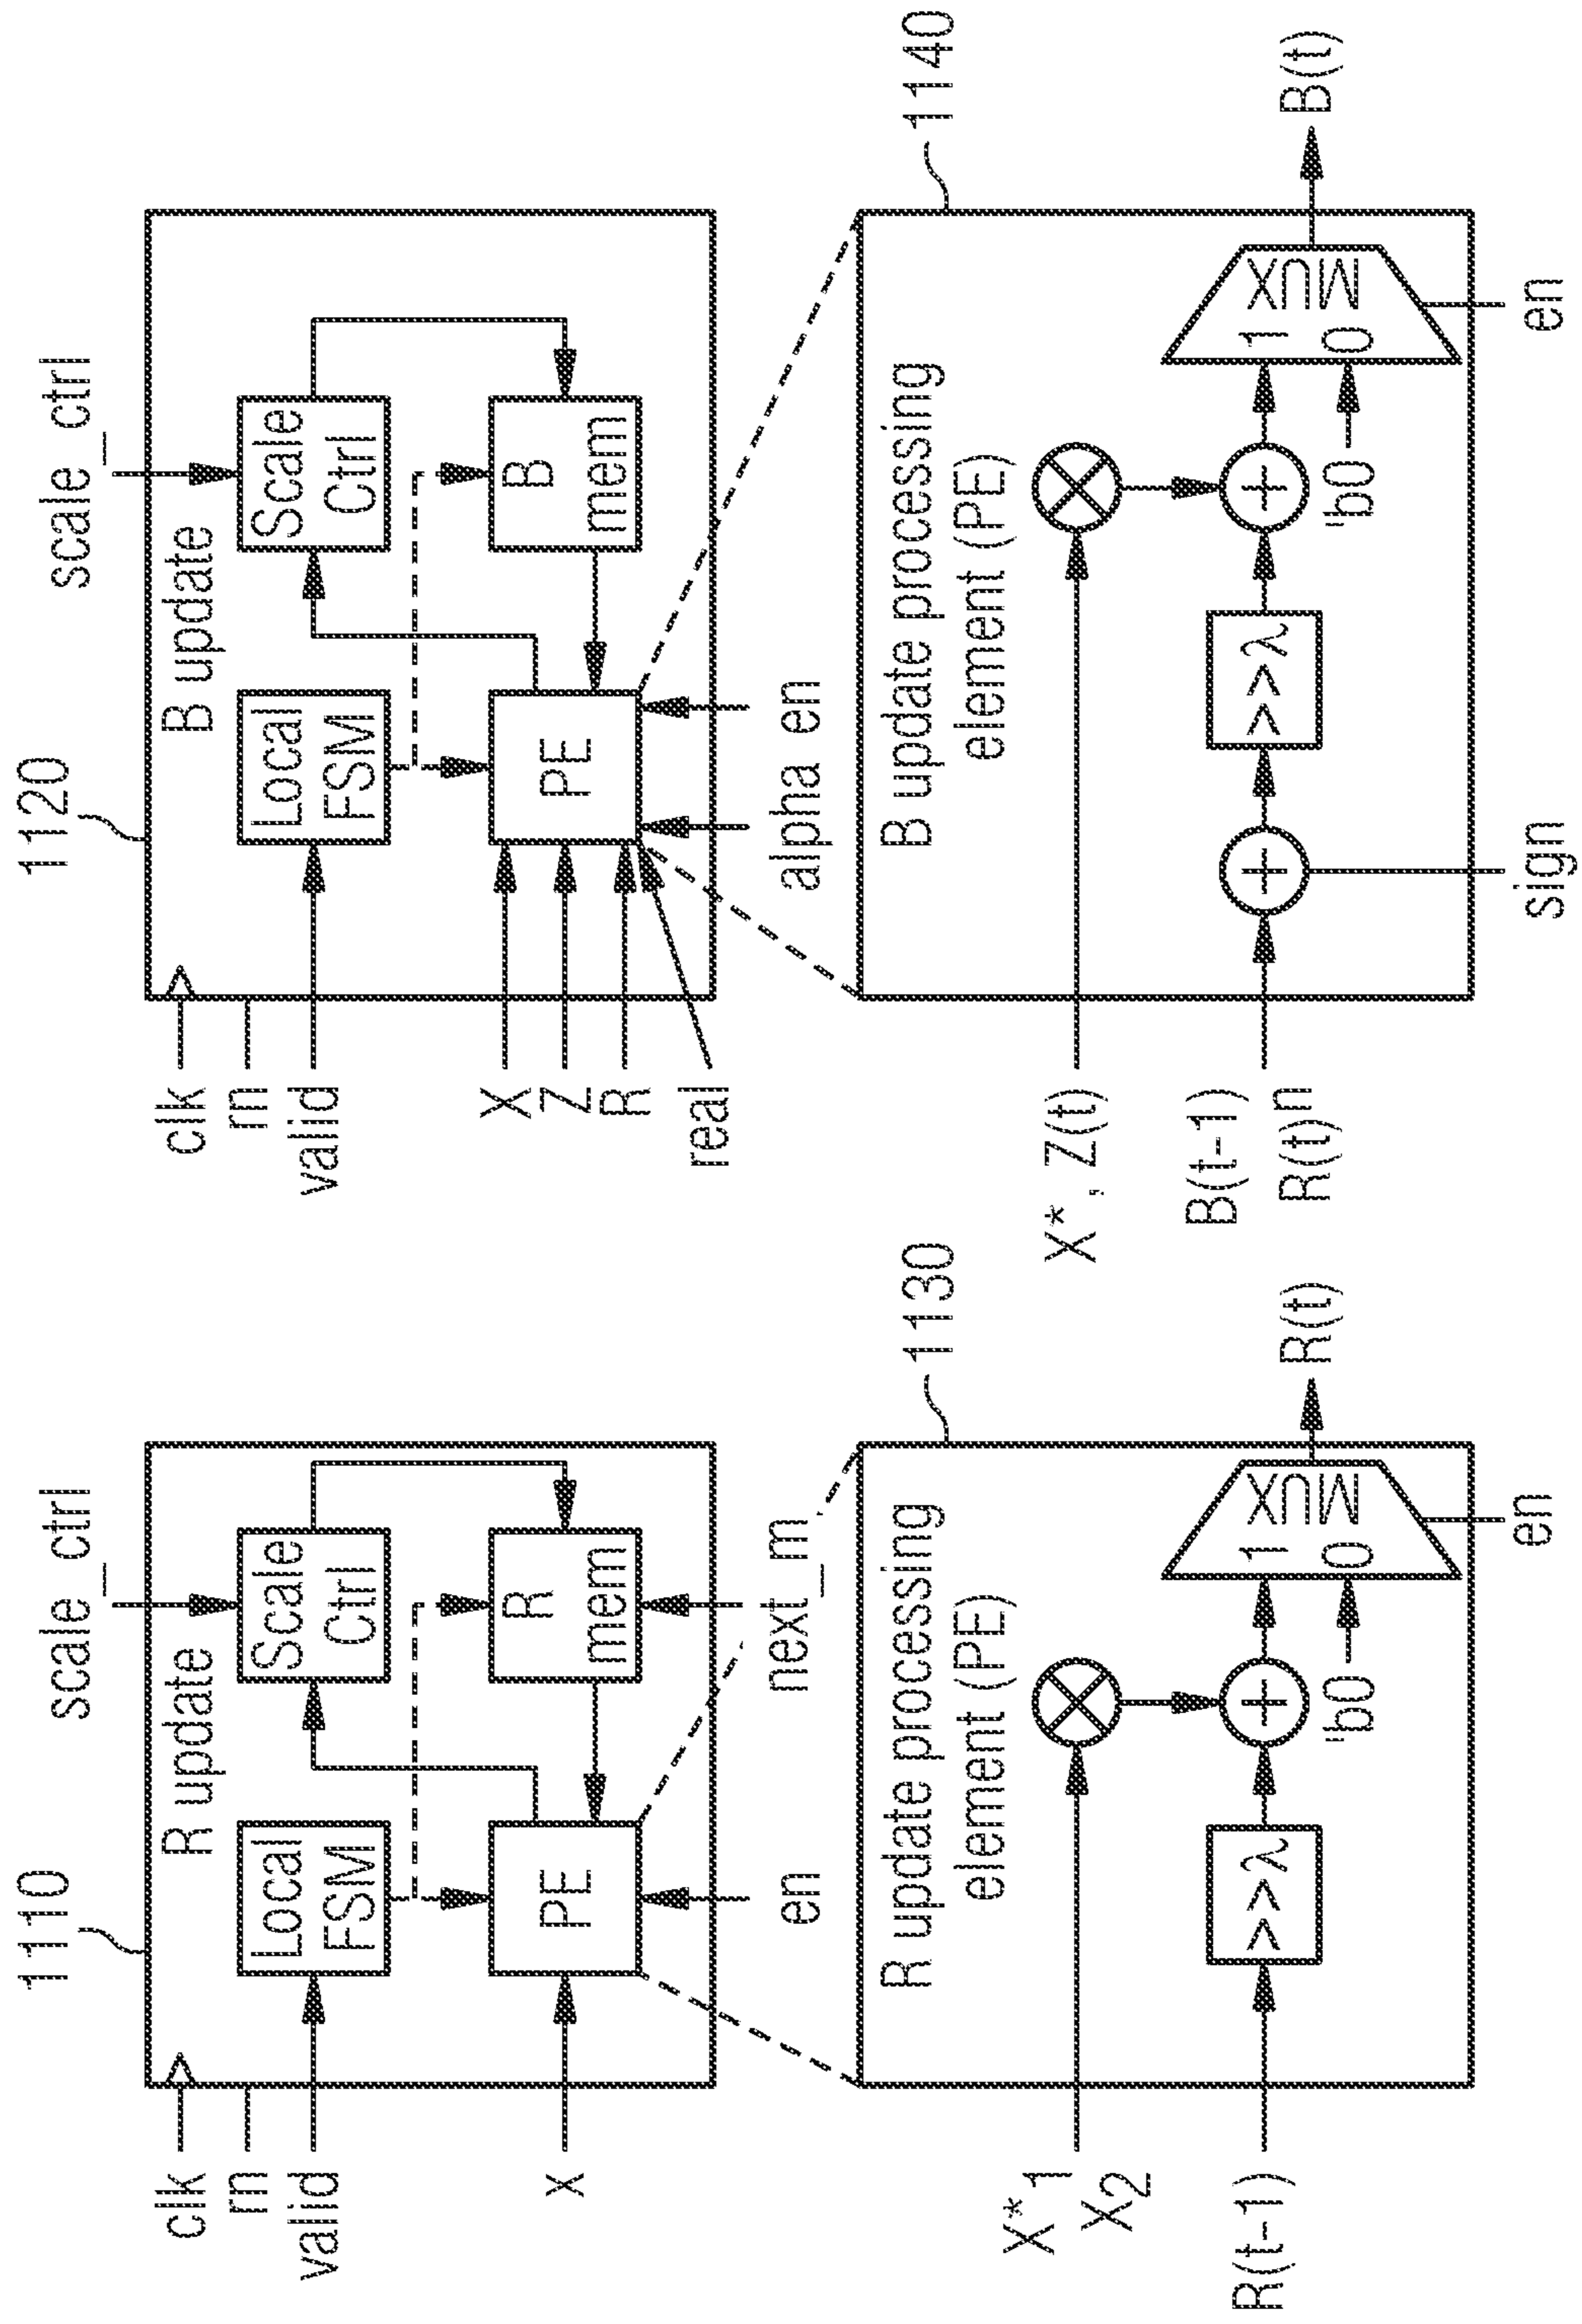 1110
scale_ctrl
clk
rn
valid
x
R update
Local
FSM
Scale
Ctrl
PE
R
mem
en
next_m
1120
scale_ctrl
clk
rn
valid
X
Z
R
real
B update
Local
FSM
Scale
Ctrl
PE
B
mem
alpha en
1130
R update processing
element (PE)
X*1
X2
R(t-1)
>>λ
'b0
1
0
MUX
en
R(t)
1140
B update processing
element (PE)
X*, Z(t)
B(t-1)
R(t)n
>>λ
'b0
1
0
MUX
sign
en
B(t)